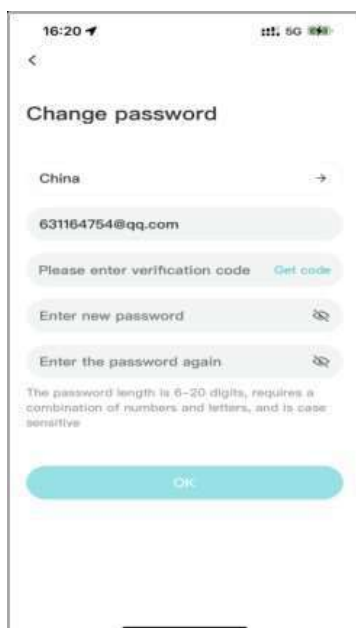 16:20 5G
Change password
China
631164754@qq.com
Please enter verification code Get code
Enter new password
Enter the password again
The password length is 6-20 digits, requires a
combination of numbers and letters, and is case
sensitive
OK